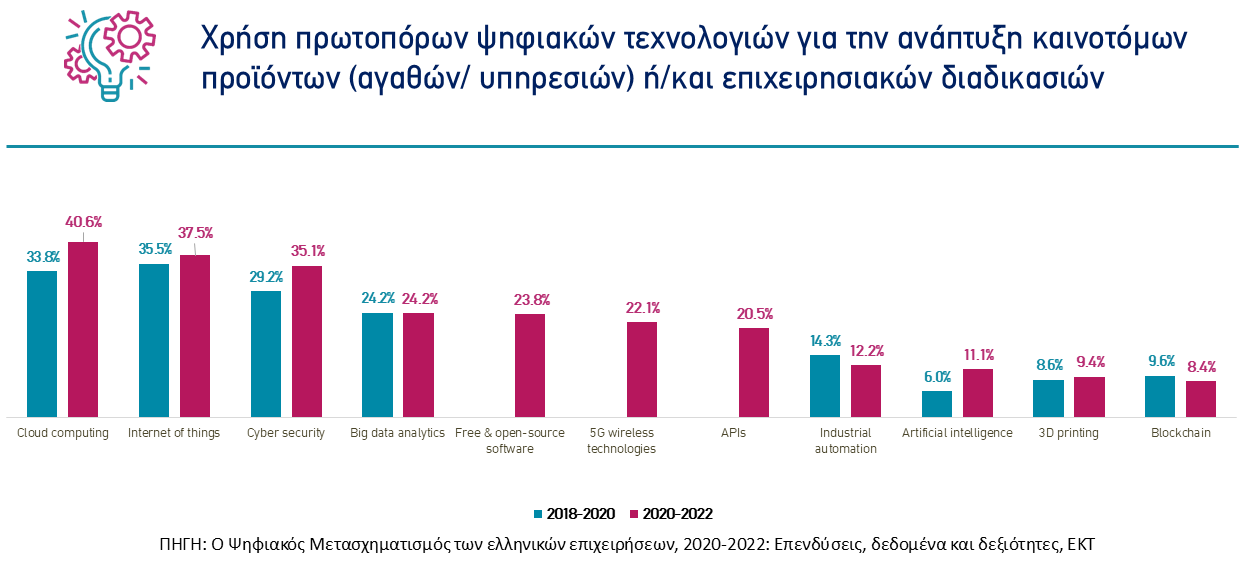 Χρήση πρωτοπόρων ψηφιακών τεχνολογιών για την ανάπτυξη καινοτόμων
προϊόντων (αγαθών/ υπηρεσιών) ή/και επιχειρησιακών διαδικασιών
33.8%
40.6%
35.5%
37.5%
29.2%
35.1%
24.2%
24.2%
23.8%
22.1%
20.5%
14.3%
12.2%
6.0%
11.1%
8.6%
9.4%
9.6%
8.4%
Cloud computing
Internet of things
Cyber security
Big data analytics
Free & open-source
software
5G wireless
technologies
APIs
Industrial
automation
Artificial intelligence
3D printing
Blockchain
2018-2020
2020-2022
ΠΗΓΗ: Ο Ψηφιακός Μετασχηματισμός των ελληνικών επιχειρήσεων, 2020-2022: Επενδύσεις, δεδομένα και δεξιότητες, ΕΚΤ